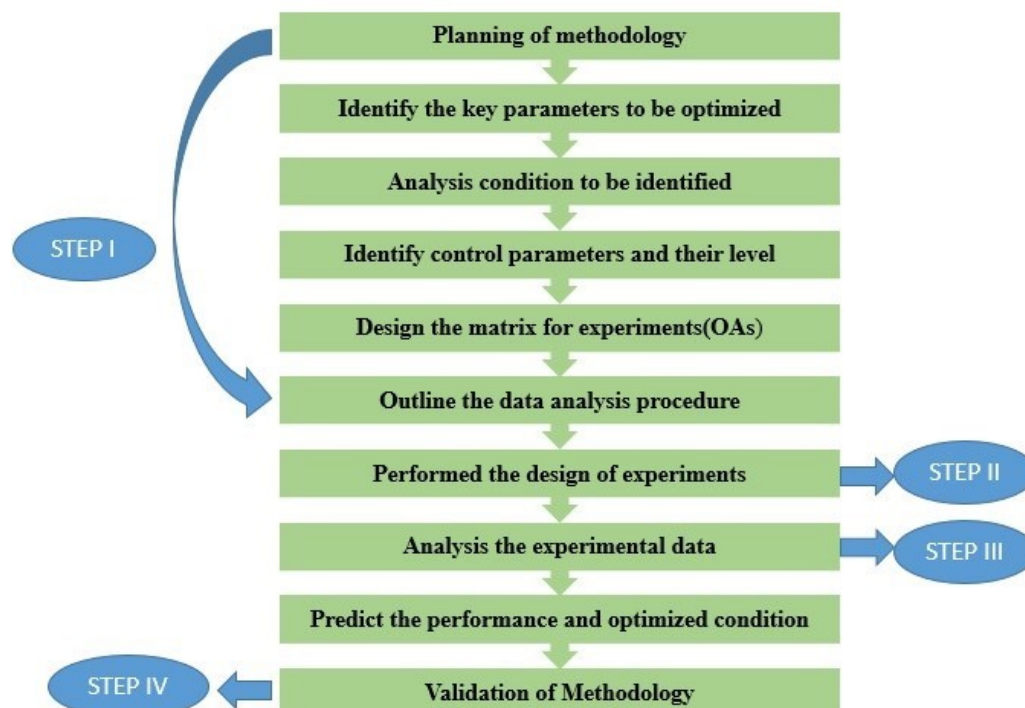 Planning of methodology
Identify the key parameters to be optimized
Analysis condition to be identified
STEP I
Identify control parameters and their level
Design the matrix for experiments(OAs)
Outline the data analysis procedure
Performed the design of experiments
STEP II
Analysis the experimental data
STEP III
Predict the performance and optimized condition
STEP IV
Validation of Methodology